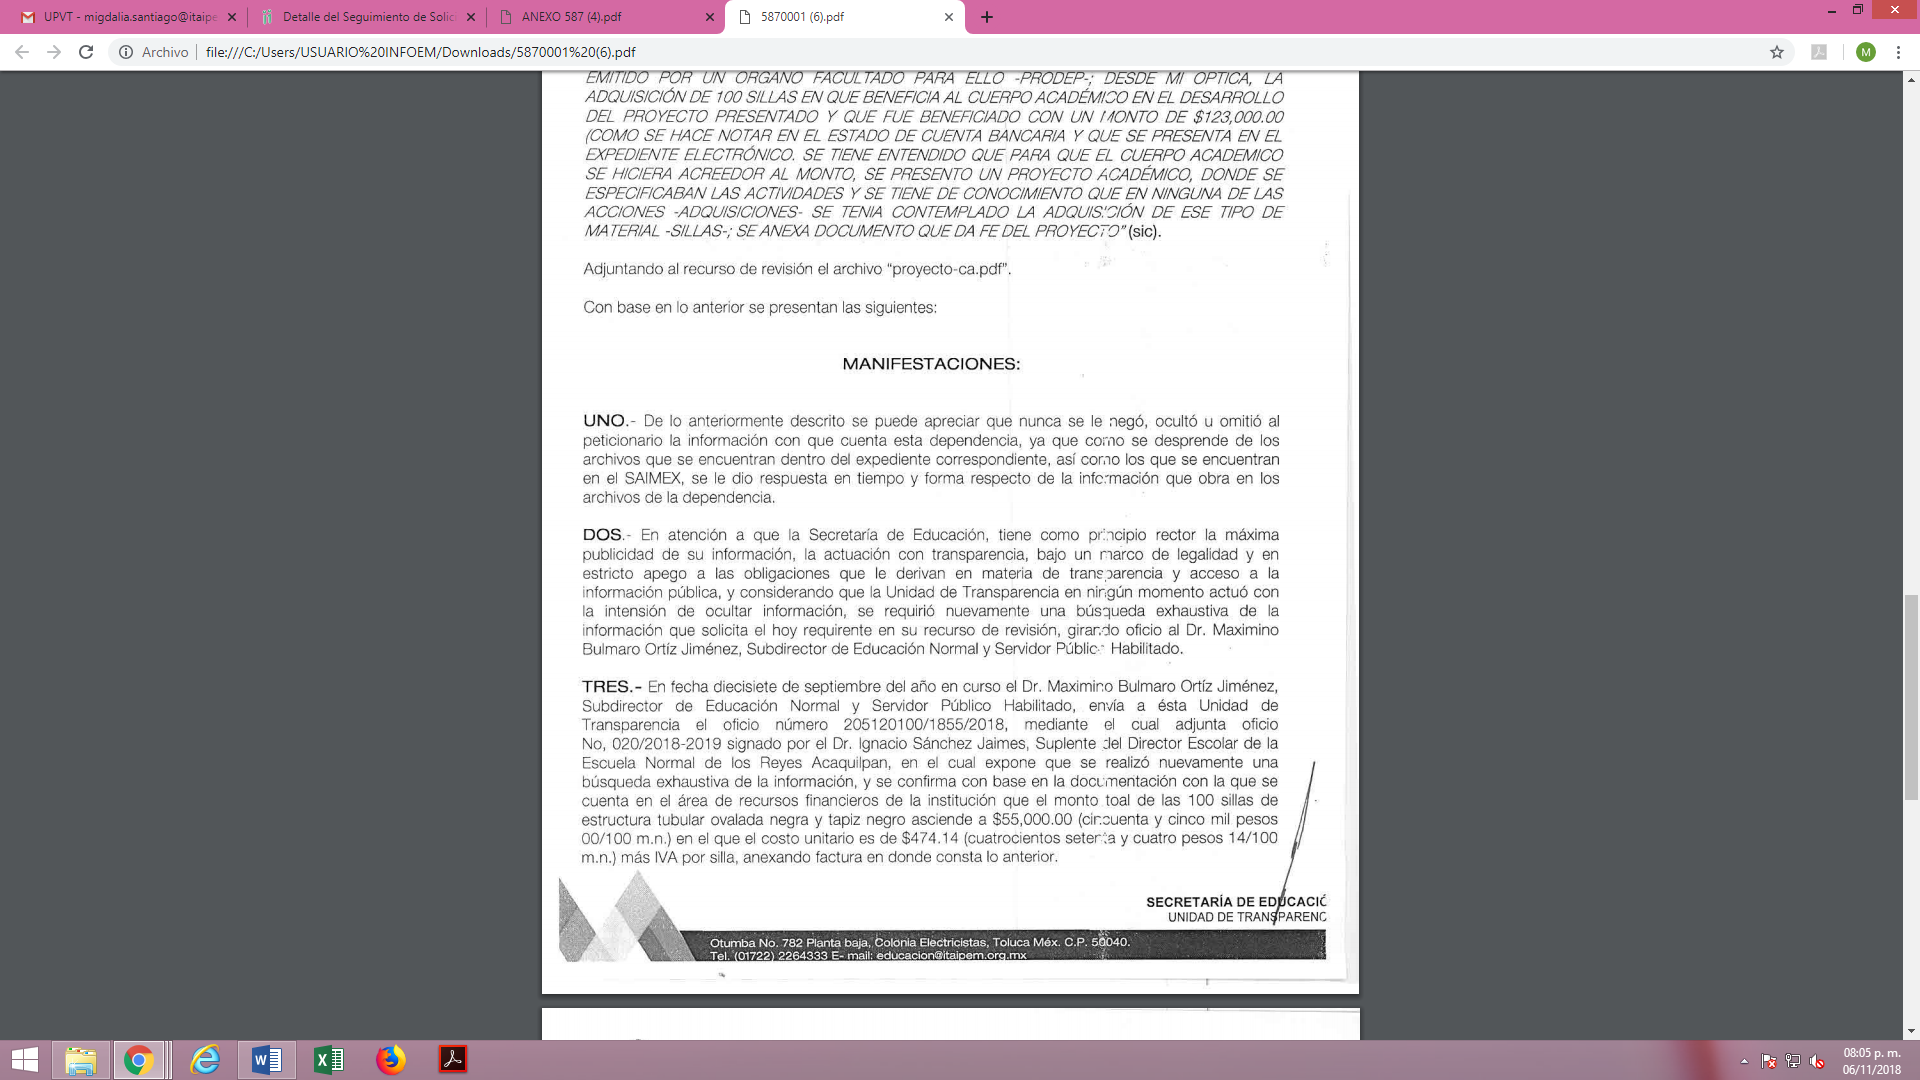 UPVT - migdalia.santiago@itaipe
Detalle del Seguimiento de Solici
ANEXO 587 (4).pdf
5870001 (6).pdf
Archivo
file:///C:/Users/USUARIO%20INFOEM/Downloads/5870001%20(6).pdf
M
EMITIDO POR UN ORGANO FACULTADO PARA ELLO -PRODEP-; DESDE MI OPTICA, LA
ADQUISICIÓN DE 100 SILLAS EN QUE BENEFICIA AL CUERPO ACADÉMICO EN EL DESARROLLO
DEL PROYECTO PRESENTADO Y QUE FUE BENEFICIADO CON UN MONTO DE $123,000.00
(COMO SE HACE NOTAR EN EL ESTADO DE CUENTA BANCARIA Y QUE SE PRESENTA EN EL
EXPEDIENTE ELECTRÓNICO. SE TIENE ENTENDIDO QUE PARA QUE EL CUERPO ACADEMICO
SE HICIERA ACREEDOR AL MONTO, SE PRESENTO UN PROYECTO ACADÉMICO, DONDE SE
ESPECIFICABAN LAS ACTIVIDADES Y SE TIENE DE CONOCIMIENTO QUE EN NINGUNA DE LAS
ACCIONES -ADQUISICIONES- SE TENIA CONTEMPLADO LA ADQUISICIÓN DE ESE TIPO DE
MATERIAL -SILLAS-; SE ANEXA DOCUMENTO QUE DA FE DEL PROYECTO" (sic).
Adjuntando al recurso de revisión el archivo "proyecto-ca.pdf".
Con base en lo anterior se presentan las siguientes:
MANIFESTACIONES:
UNO.- De lo anteriormente descrito se puede apreciar que nunca se le negó, ocultó u omitió al
peticionario la información con que cuenta esta dependencia, ya que como se desprende de los
archivos que se encuentran dentro del expediente correspondiente, así como los que se encuentran
en el SAIMEX, se le dio respuesta en tiempo y forma respecto de la información que obra en los
archivos de la dependencia.
DOS.- En atención a que la Secretaría de Educación, tiene como principio rector la máxima
publicidad de su información, la actuación con transparencia, bajo un marco de legalidad y en
estricto apego a las obligaciones que le derivan en materia de transparencia y acceso a la
información pública, y considerando que la Unidad de Transparencia en ningún momento actuó con
la intensión de ocultar información, se requirió nuevamente una búsqueda exhaustiva de la
información que solicita el hoy requirente en su recurso de revisión, girando oficio al Dr. Maximino
Bulmaro Ortíz Jiménez, Subdirector de Educación Normal y Servidor Público Habilitado.
TRES.- En fecha diecisiete de septiembre del año en curso el Dr. Maximino Bulmaro Ortíz Jiménez,
Subdirector de Educación Normal y Servidor Público Habilitado, envía a ésta Unidad de
Transparencia el oficio número 205120100/1855/2018, mediante el cual adjunta oficio
No, 020/2018-2019 signado por el Dr. Ignacio Sánchez Jaimes, Suplente del Director Escolar de la
Escuela Normal de los Reyes Acaquilpan, en el cual expone que se realizó nuevamente una
búsqueda exhaustiva de la información, y se confirma con base en la documentación con la que se
cuenta en el área de recursos financieros de la institución que el monto toal de las 100 sillas de
estructura tubular ovalada negra y tapiz negro asciende a $55,000.00 (cincuenta y cinco mil pesos
00/100 m.n.) en el que el costo unitario es de $474.14 (cuatrocientos setenta y cuatro pesos 14/100
m.n.) más IVA por silla, anexando factura en donde consta lo anterior.
SECRETARÍA DE EDUCACIÓ
UNIDAD DE TRANSPARENC
Otumba No. 782 Planta baja, Colonia Electricistas, Toluca Méx. C.P. 50040.
Tel. (01722) 2264333 E- mail: educacion@itaipem.org.mx
08:05 p. m.
06/11/2018